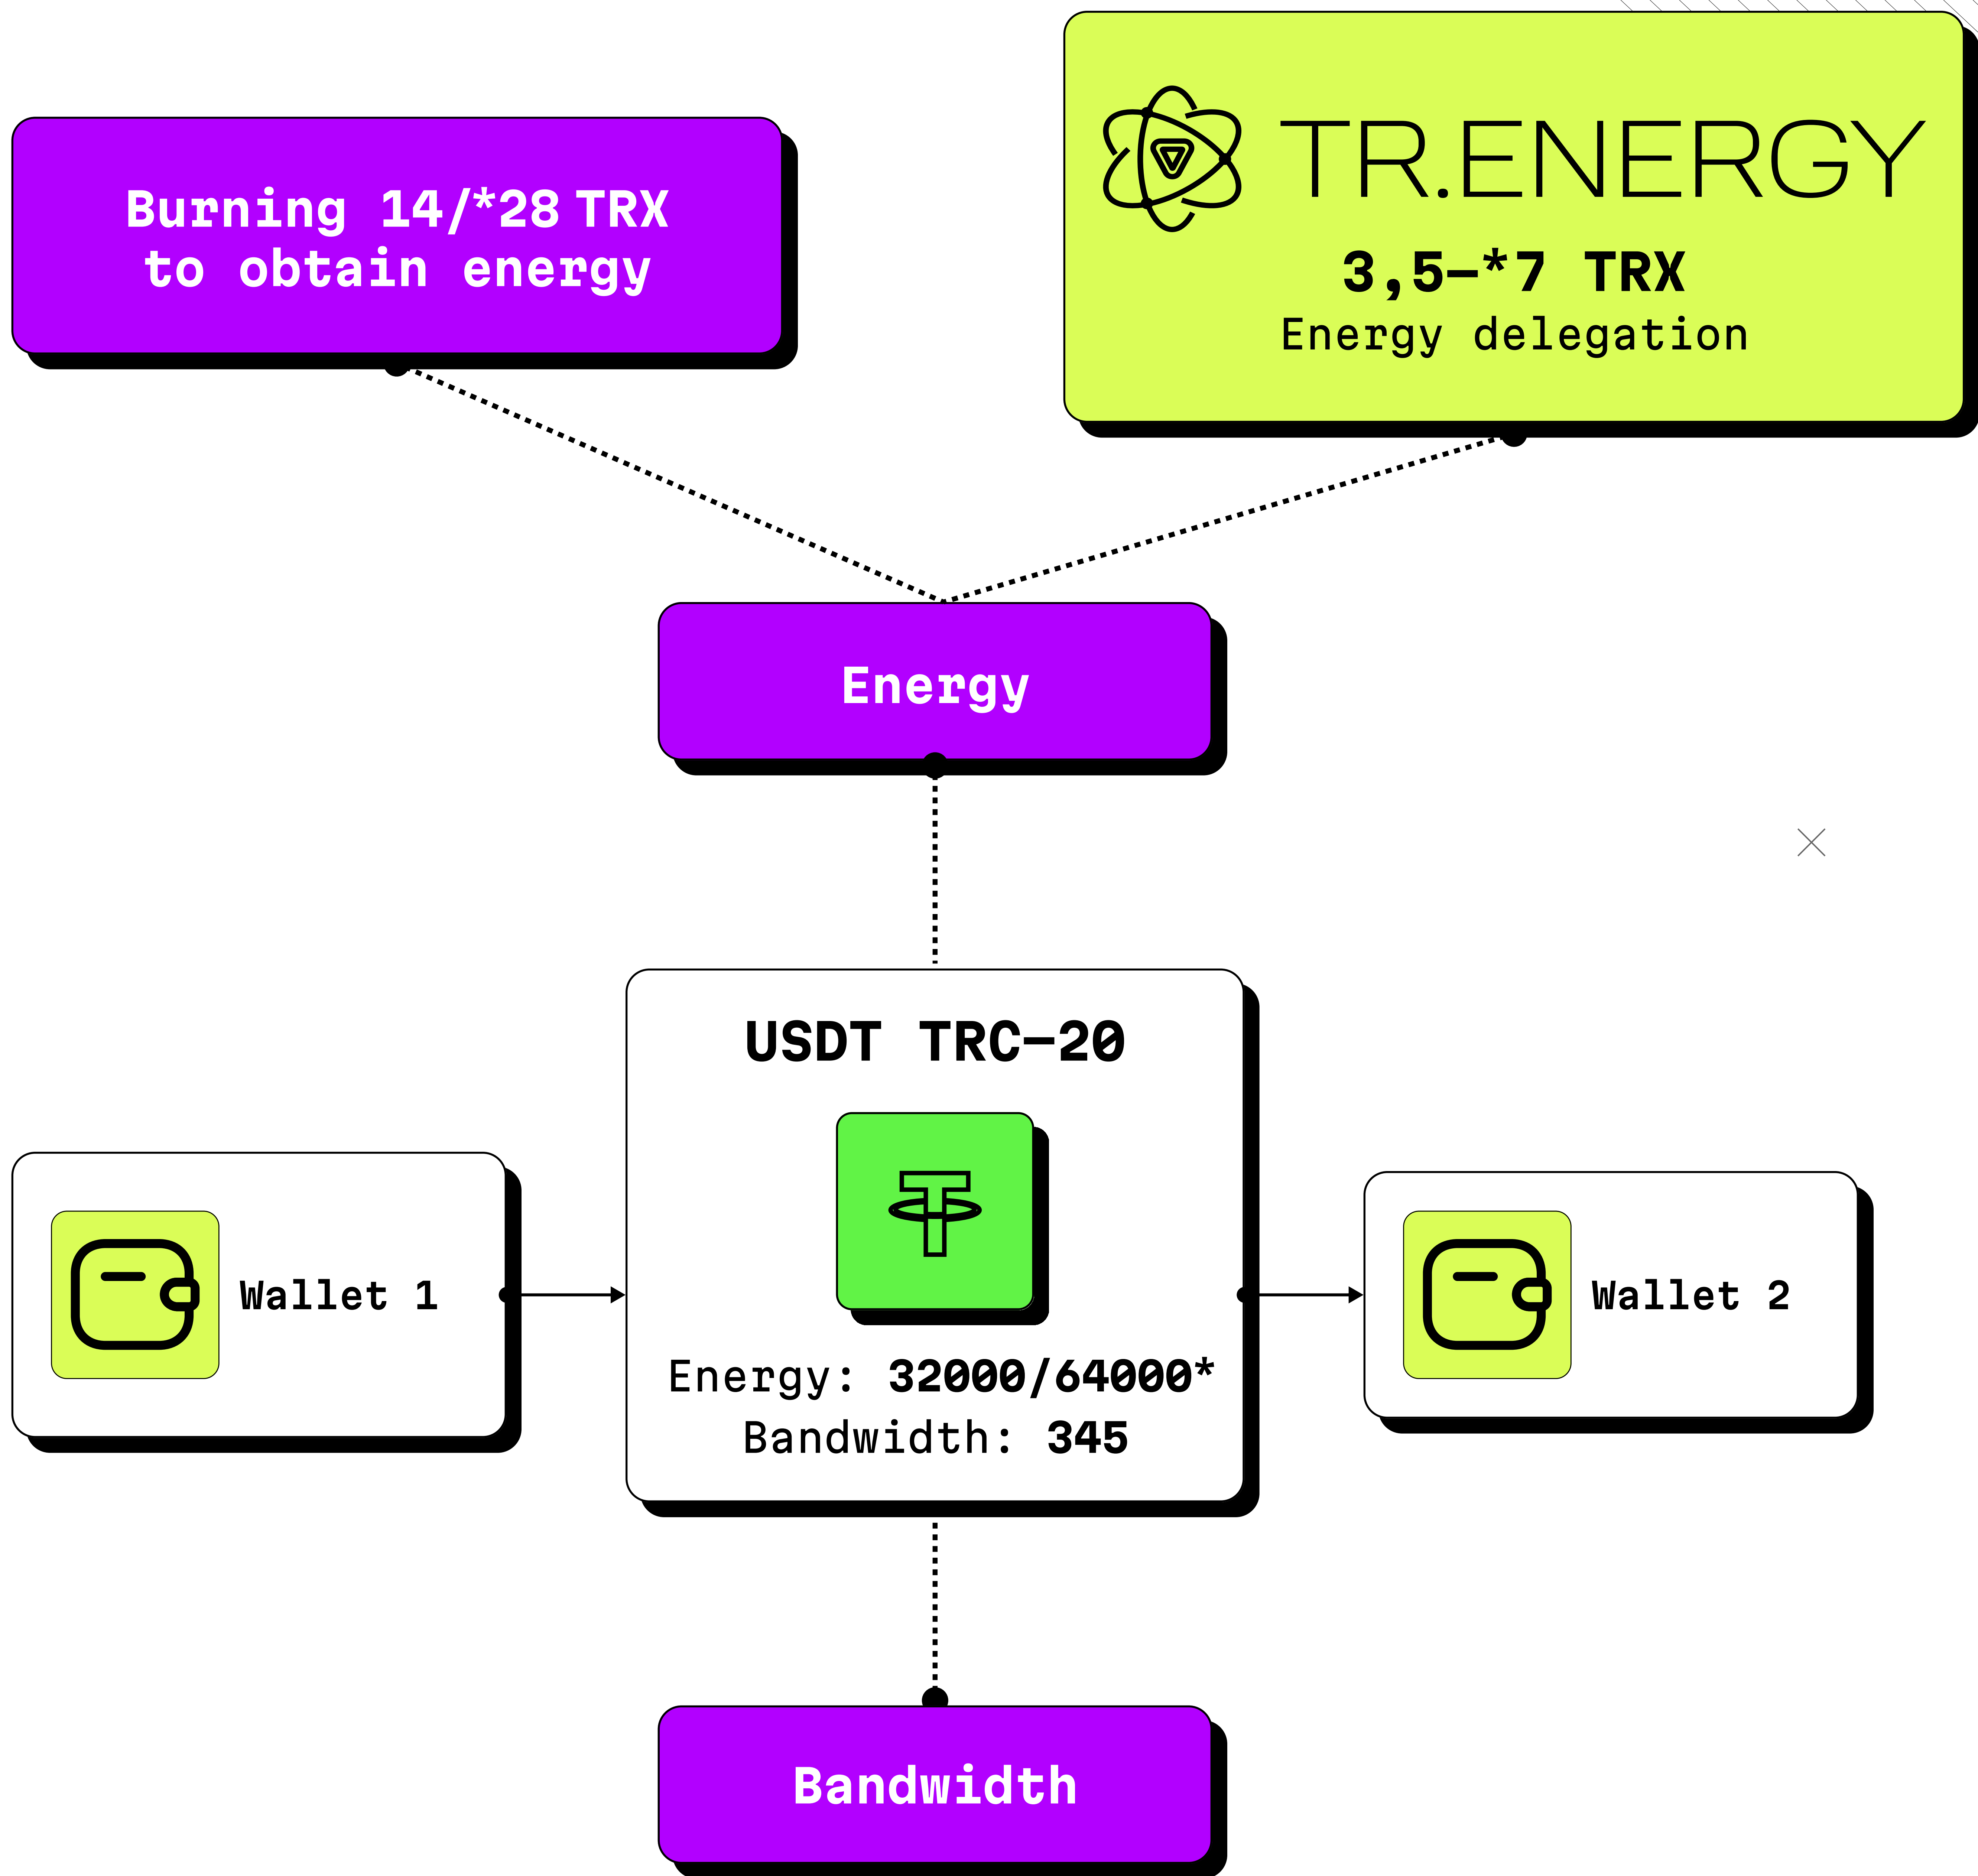 Burning 14/*28 TRX
to obtain energy
TR.ENERGY
3,5–*7 TRX
Energy delegation
Energy
USDT TRC–20
Wallet 1
Wallet 2
Energy: 32000/64000*
Bandwidth: 345
Bandwidth